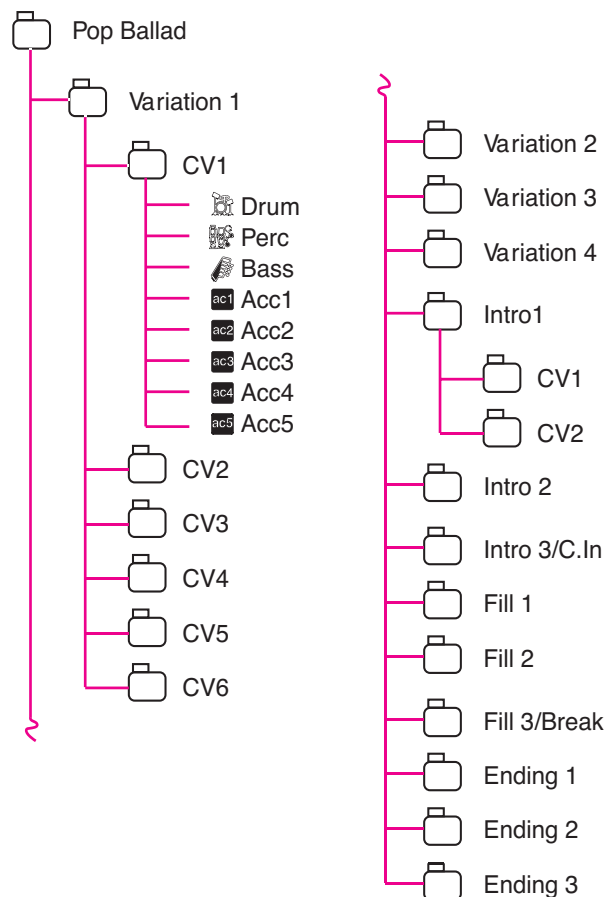 Pop Ballad
Variation 1
CV1
Drum
Perc
Bass
ac1 Acc1
ac2 Acc2
ac3 Acc3
ac4 Acc4
ac5 Acc5
CV2
CV3
CV4
CV5
CV6
Variation 2
Variation 3
Variation 4
Intro1
CV1
CV2
Intro 2
Intro 3/C.In
Fill 1
Fill 2
Fill 3/Break
Ending 1
Ending 2
Ending 3